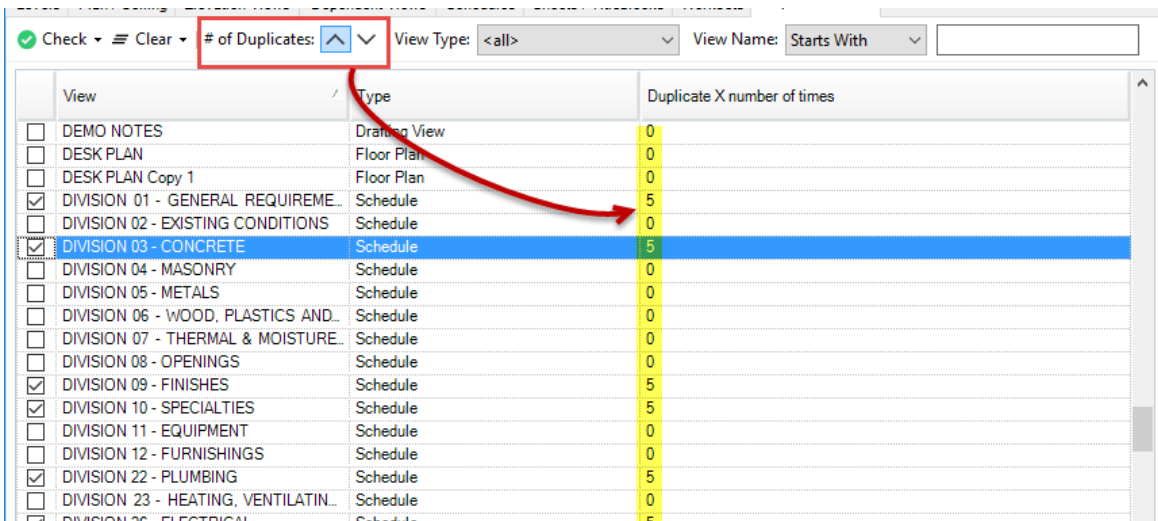 Check Clear # of Duplicates: View Type: <all> View Name: Starts With
View Type Duplicate X number of times
DEMO NOTES Drafting View 0
DESK PLAN Floor Plan 0
DESK PLAN Copy 1 Floor Plan 0
DIVISION 01 - GENERAL REQUIREME... Schedule 5
DIVISION 02 - EXISTING CONDITIONS Schedule 0
DIVISION 03 - CONCRETE Schedule 5
DIVISION 04 - MASONRY Schedule 0
DIVISION 05 - METALS Schedule 0
DIVISION 06 - WOOD, PLASTICS AND... Schedule 0
DIVISION 07 - THERMAL & MOISTURE... Schedule 0
DIVISION 08 - OPENINGS Schedule 0
DIVISION 09 - FINISHES Schedule 5
DIVISION 10 - SPECIALTIES Schedule 5
DIVISION 11 - EQUIPMENT Schedule 0
DIVISION 12 - FURNISHINGS Schedule 0
DIVISION 22 - PLUMBING Schedule 5
DIVISION 23 - HEATING, VENTILATIN... Schedule 0